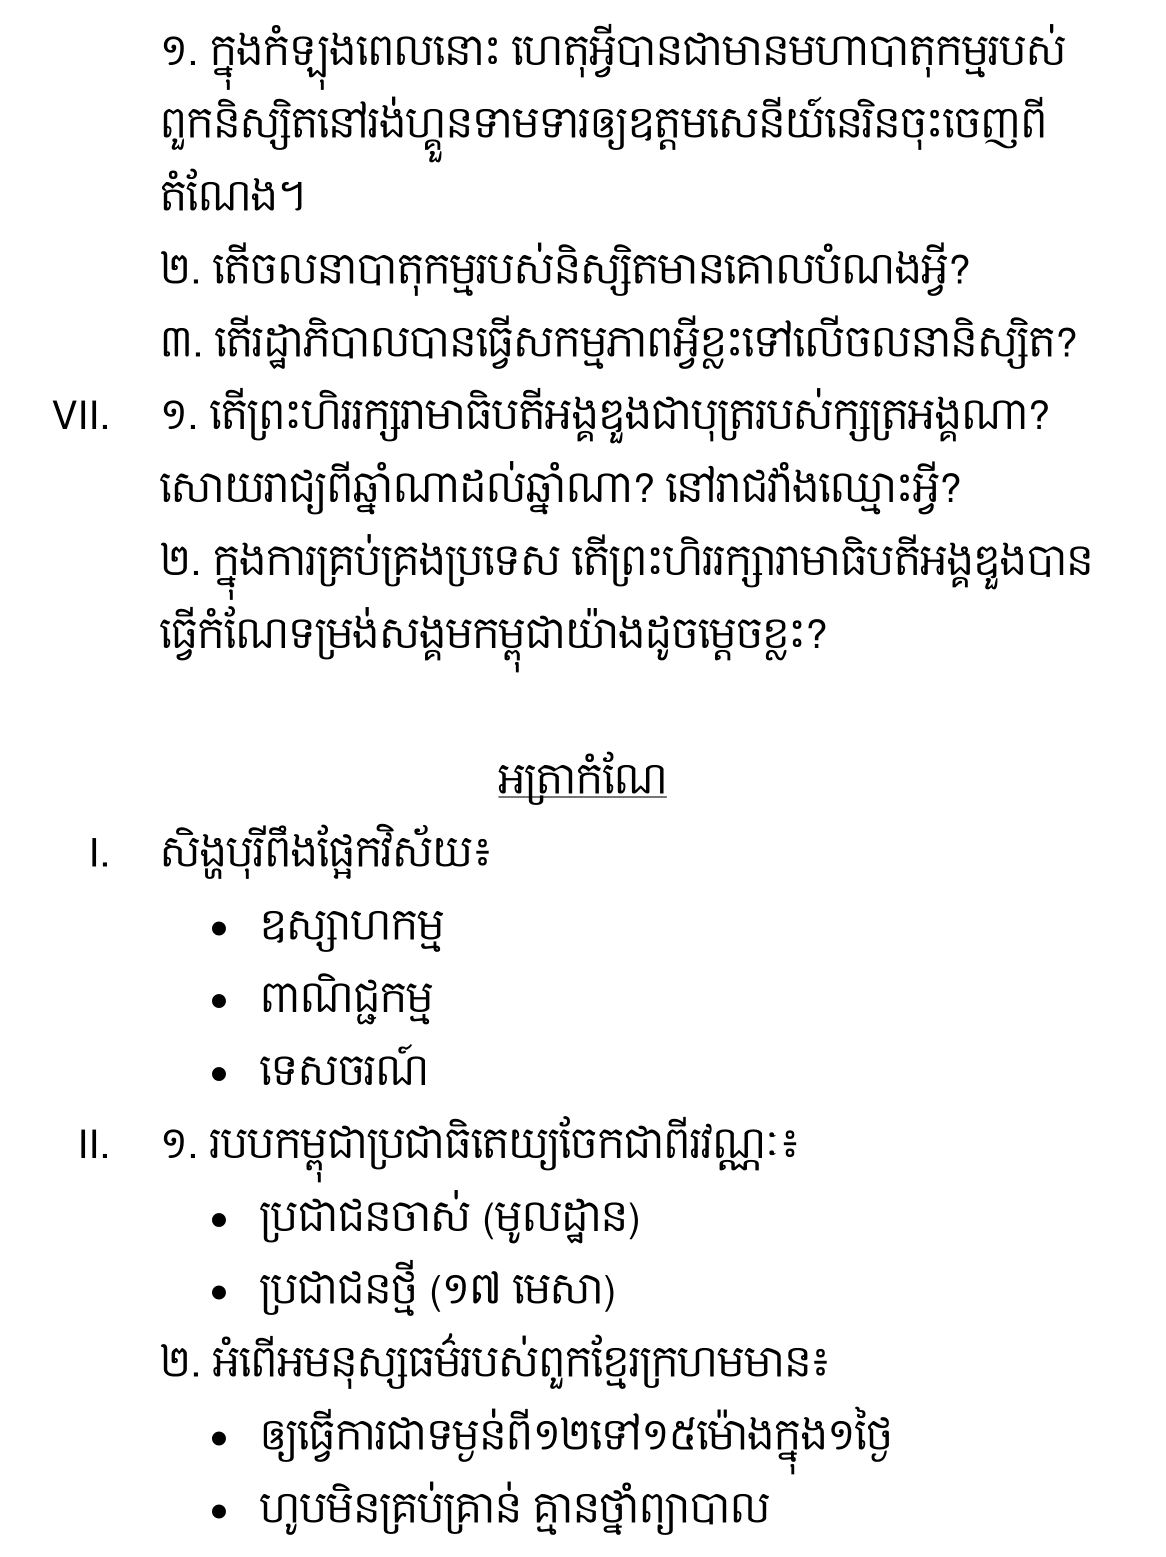 ១. ក្នុងកំឡុងពេលនោះ ហេតុអ្វីបានជាមានមហាបាតុកម្មរបស់
ពួកនិស្សិតនៅរង់ហ្គូនទាមទារឲ្យឧត្តមសេនីយ៍នេរិនចុះចេញពី
តំណែង។
២. តើចលនាបាតុកម្មរបស់និស្សិតមានគោលបំណងអ្វី?
៣. តើរដ្ឋាភិបាលបានធ្វើសកម្មភាពអ្វីខ្លះទៅលើចលនានិស្សិត?
VII. ១. តើព្រះហិររក្សរាមាធិបតីអង្គឌួងជាបុត្ររបស់ក្សត្រអង្គណា?
សោយរាជ្យពីឆ្នាំណាដល់ឆ្នាំណា? នៅរាជវាំងឈ្មោះអ្វី?
២. ក្នុងការគ្រប់គ្រងប្រទេស តើព្រះហិររក្សារាមាធិបតីអង្គឌួងបាន
ធ្វើកំណែទម្រង់សង្គមកម្ពុជាយ៉ាងដូចម្ដេចខ្លះ?
អត្រាកំណែ
I. សិង្ហបុរីពឹងផ្អែកវិស័យ៖
• ឧស្សាហកម្ម
• ពាណិជ្ជកម្ម
• ទេសចរណ៍
II. ១. របបកម្ពុជាប្រជាធិតេយ្យចែកជាពីរវណ្ណៈ៖
• ប្រជាជនចាស់ (មូលដ្ឋាន)
• ប្រជាជនថ្មី (១៧ មេសា)
២. អំពើអមនុស្សធម៌របស់ពួកខ្មែរក្រហមមាន៖
• ឲ្យធ្វើការជាទម្ងន់ពី១២ទៅ១៥ម៉ោងក្នុង១ថ្ងៃ
• ហូបមិនគ្រប់គ្រាន់ គ្មានថ្នាំព្យាបាល